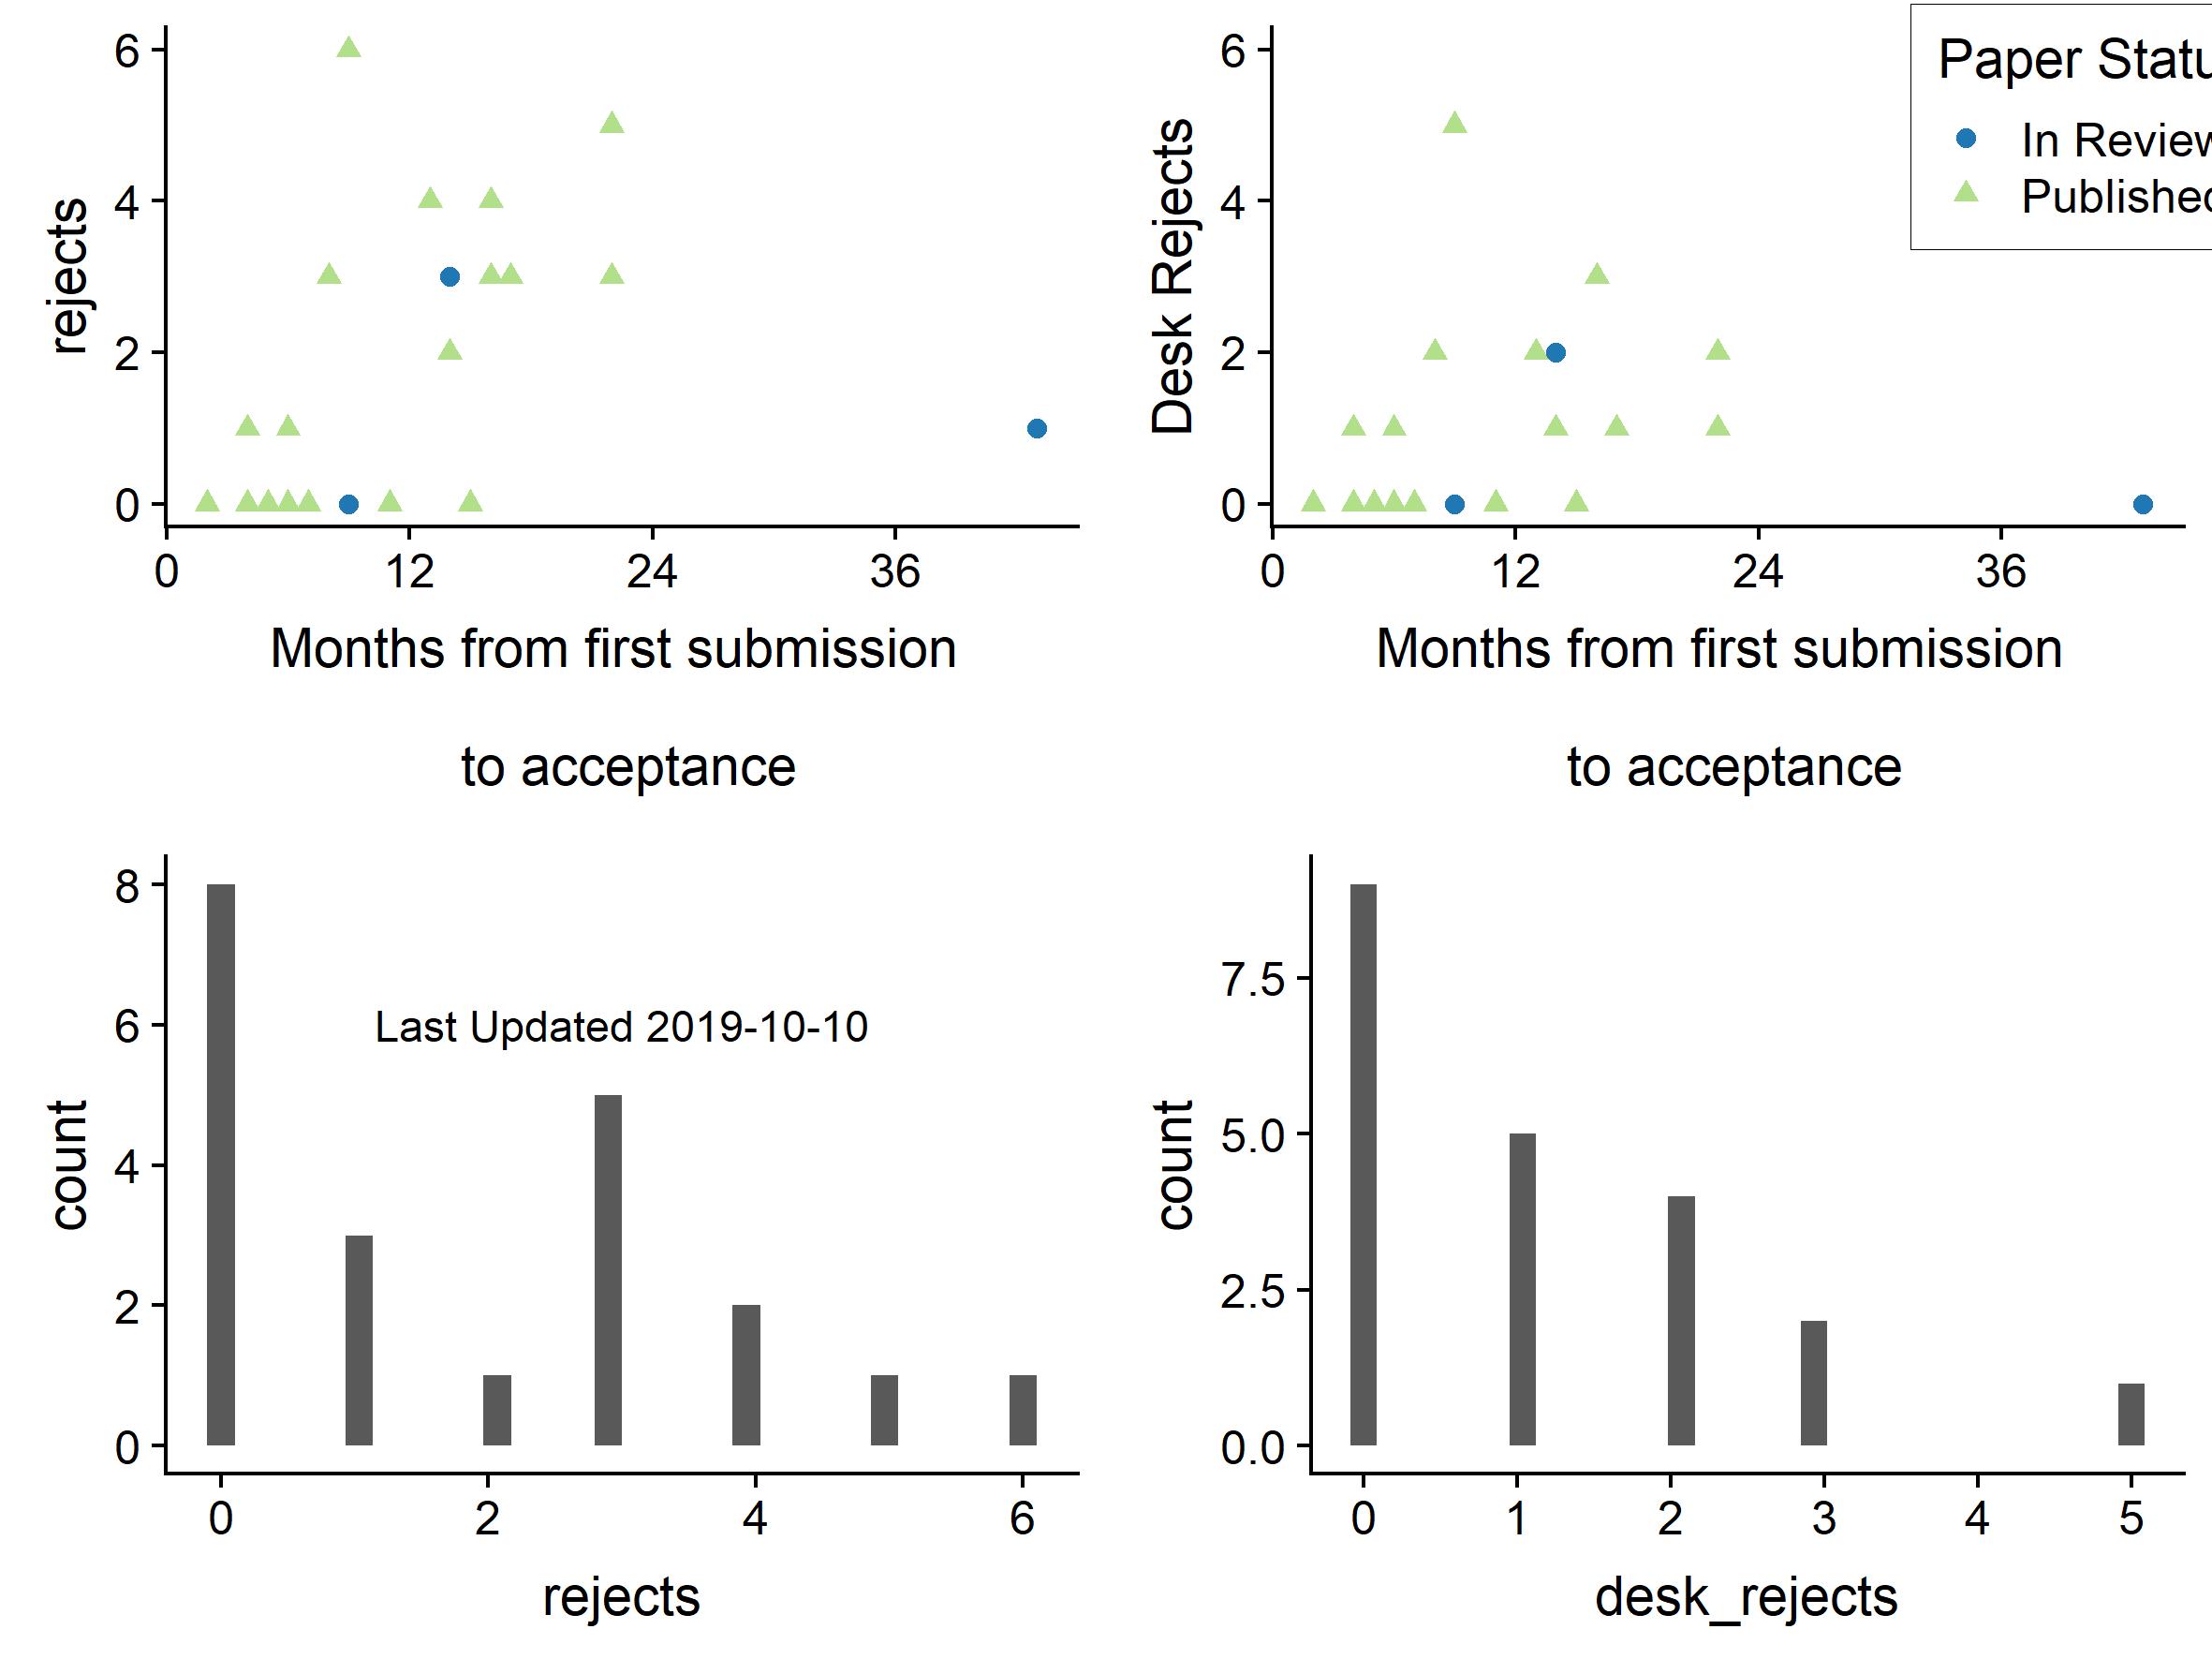 6
4
2
0
rejects
0 12 24 36
Months from first submission
to acceptance
6
4
2
0
Desk Rejects
0 12 24 36
Months from first submission
to acceptance
Paper Statu
In Review
Published
8
6
4
2
0
count
Last Updated 2019-10-10
0 2 4 6
rejects
7.5
5.0
2.5
0.0
count
0 1 2 3 4 5
desk_rejects